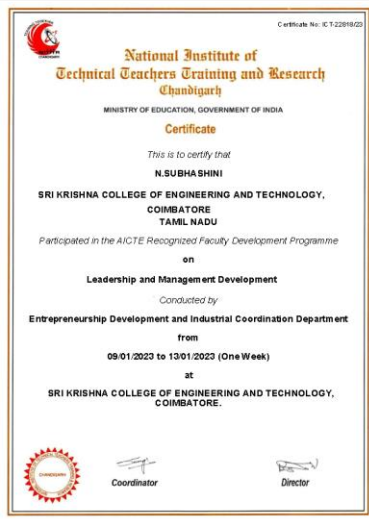 Certificate No: ICT-22818/23
National Institute of
Technical Teachers Training and Research
Chandigarh
MINISTRY OF EDUCATION, GOVERNMENT OF INDIA
Certificate
This is to certify that
N.SUBHASHINI
SRI KRISHNA COLLEGE OF ENGINEERING AND TECHNOLOGY,
COIMBATORE
TAMIL NADU
Participated in the AICTE Recognized Faculty Development Programme
on
Leadership and Management Development
Conducted by
Entrepreneurship Development and Industrial Coordination Department
from
09/01/2023 to 13/01/2023 (One Week)
at
SRI KRISHNA COLLEGE OF ENGINEERING AND TECHNOLOGY,
COIMBATORE.
CHANDIGARH
Coordinator
Director